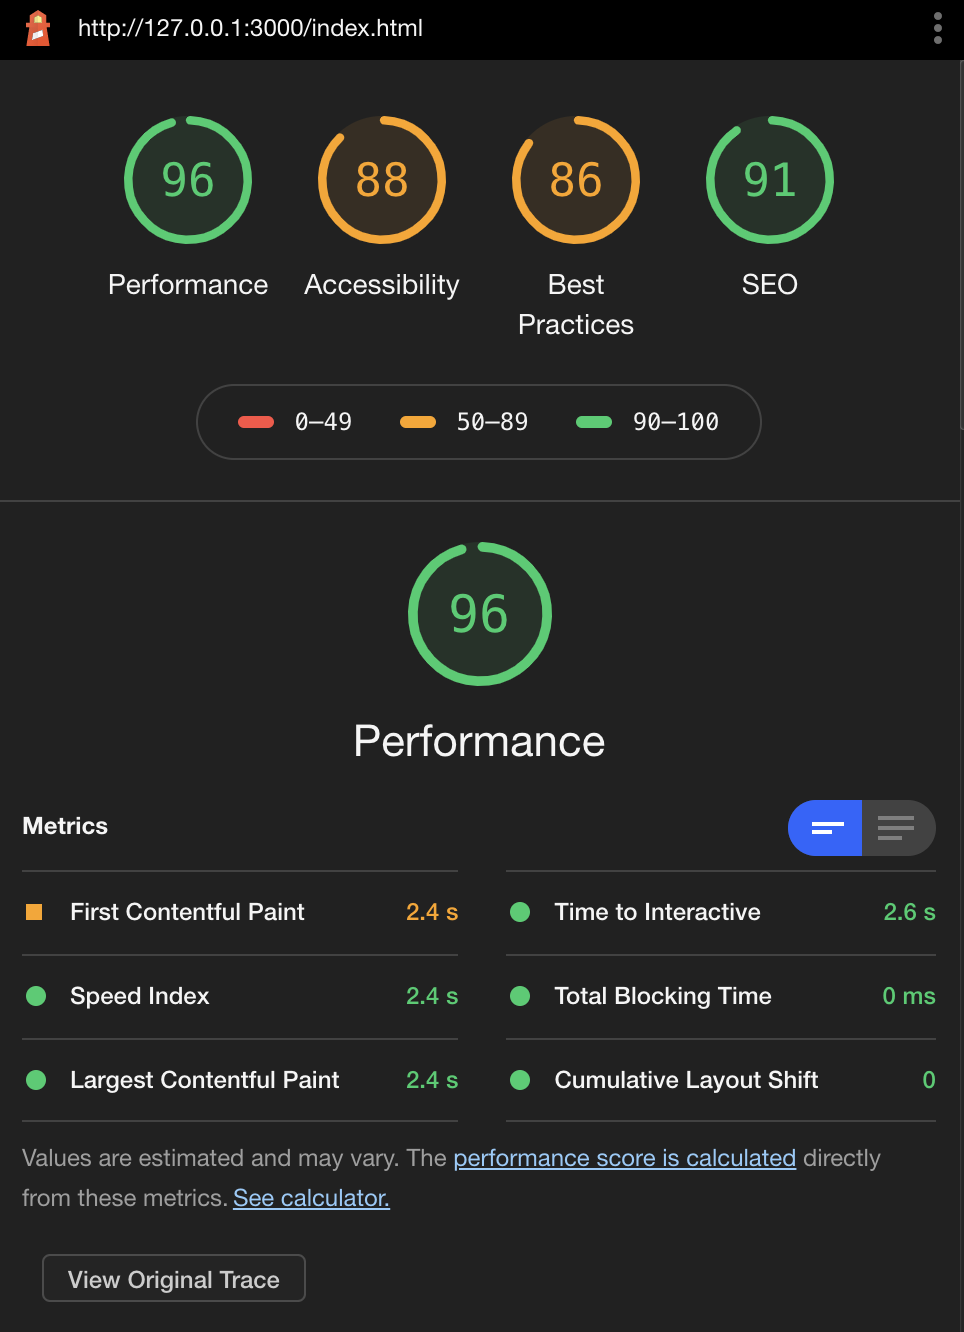 http://127.0.0.1:3000/index.html
96
88
86
91
Performance
Accessibility
Best
Practices
SEO
0–49
50–89
90–100
96
Performance
Metrics
First Contentful Paint 2.4 s
Time to Interactive 2.6 s
Speed Index 2.4 s
Total Blocking Time 0 ms
Largest Contentful Paint 2.4 s
Cumulative Layout Shift 0
Values are estimated and may vary. The performance score is calculated directly
from these metrics. See calculator.
View Original Trace